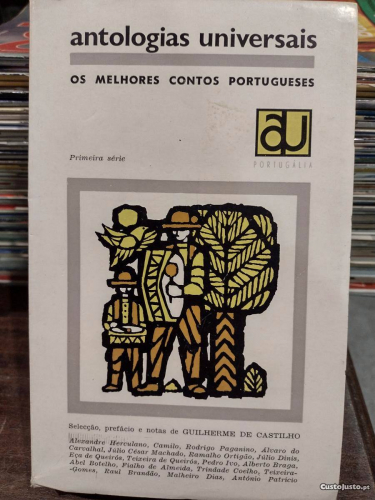 antologias universais
OS MELHORES CONTOS PORTUGUESES
au
PORTUGÁLIA
Primeira série
Selecção, prefácio e notas de GUILHERME DE CASTILHO
Alexandre Herculano, Camilo, Rodrigo Paganino, Álvaro do
Carvalhal, Júlio César Machado, Ramalho Ortigão, Júlio Dinis,
Eça de Queirós, Teixeira de Queirós, Pedro Ivo, Alberto Braga,
Abel Botelho, Fialho de Almeida, Trindade Coelho, Teixeira-
-Gomes, Raul Brandão, Malheiro Dias, António Patrício
CustoJusto.pt